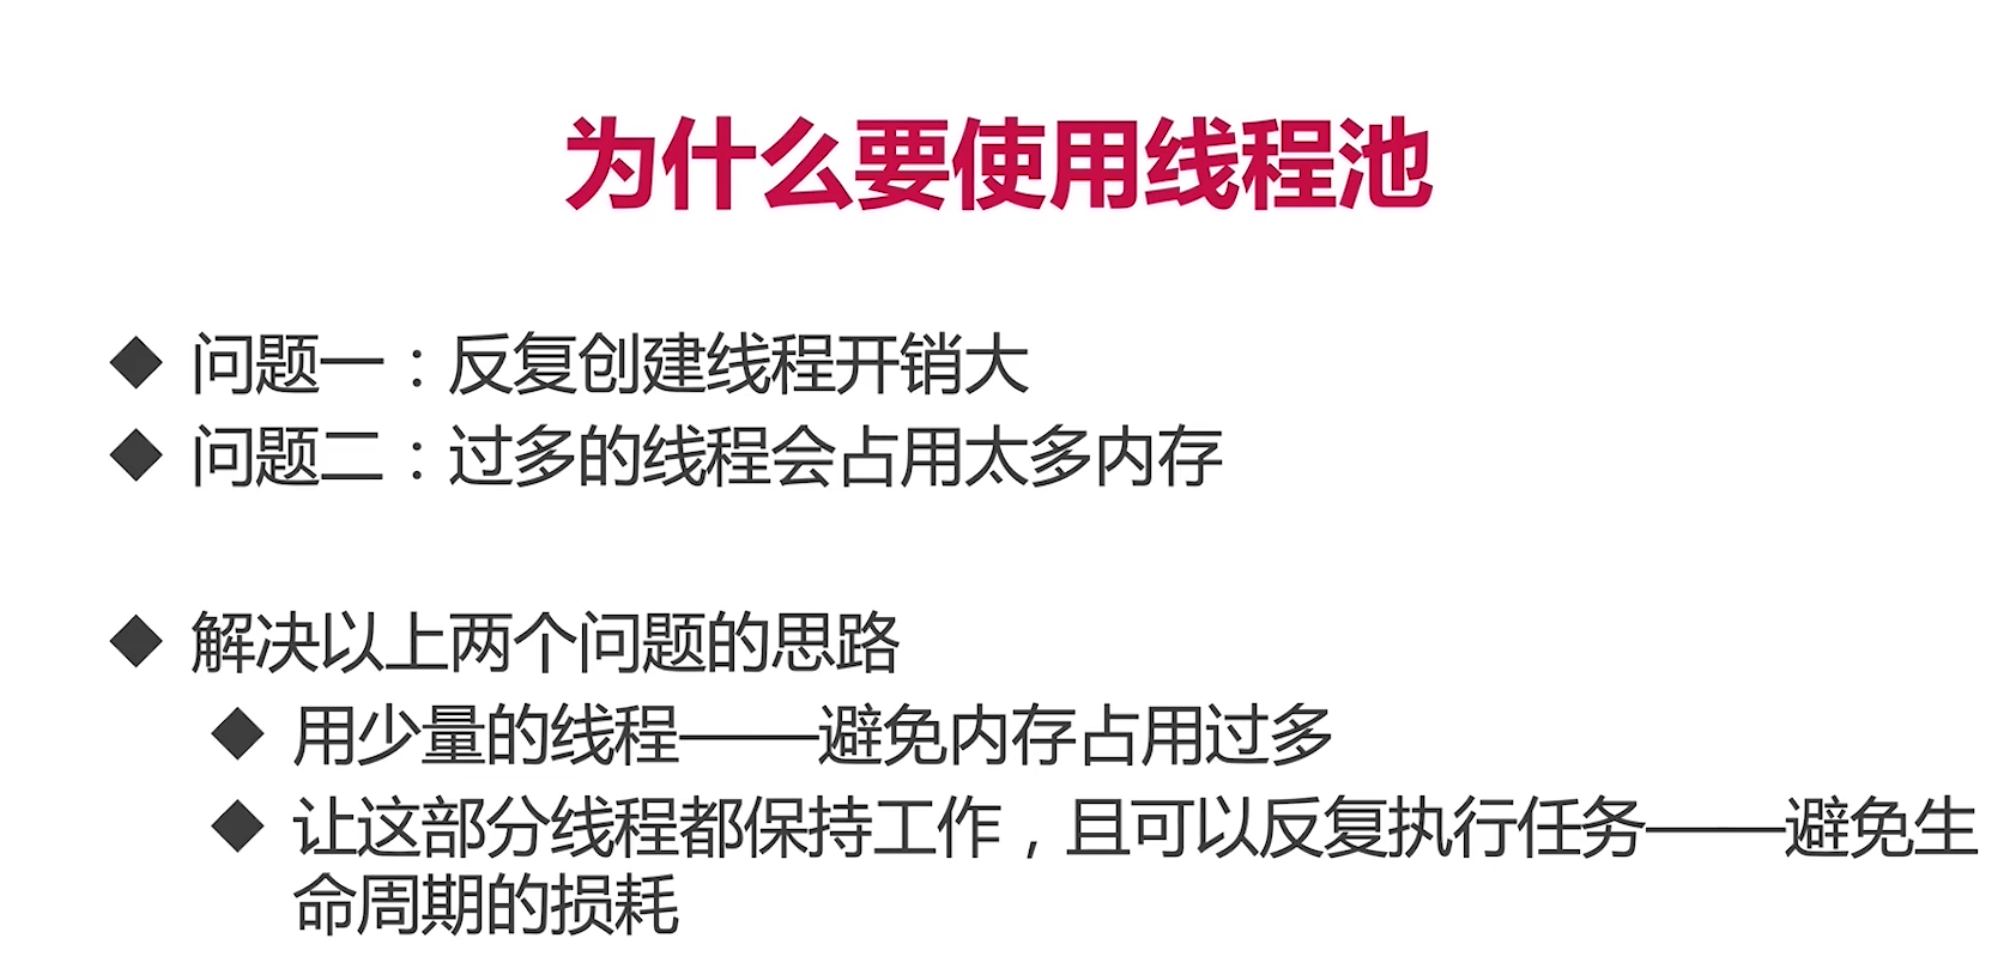 为什么要使用线程池
◆ 问题一：反复创建线程开销大
◆ 问题二：过多的线程会占用太多内存
◆ 解决以上两个问题的思路
◆ 用少量的线程——避免内存占用过多
◆ 让这部分线程都保持工作，且可以反复执行任务——避免生
命周期的损耗